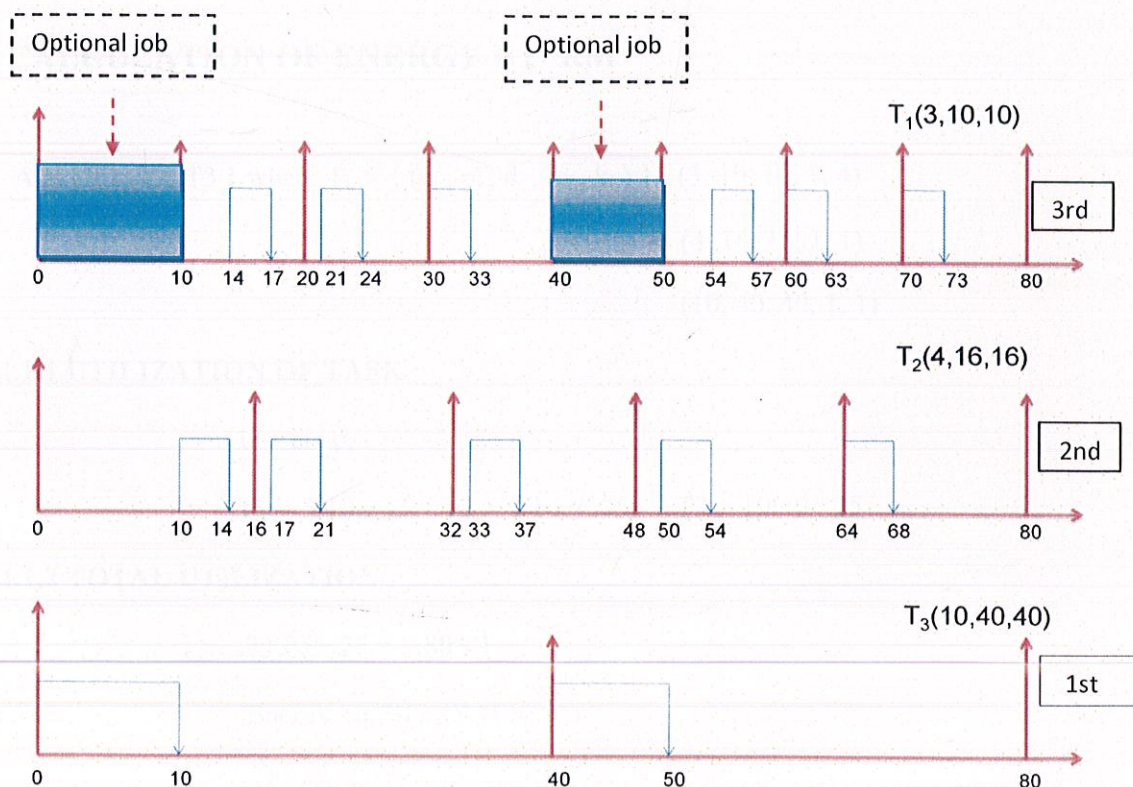 Optional job
Optional job
T1(3,10,10)
3rd
0 10 14 17 20 21 24 30 33 40 50 54 57 60 63 70 73 80
T2(4,16,16)
2nd
0 10 14 16 17 21 32 33 37 48 50 54 64 68 80
T3(10,40,40)
1st
0 10 40 50 80